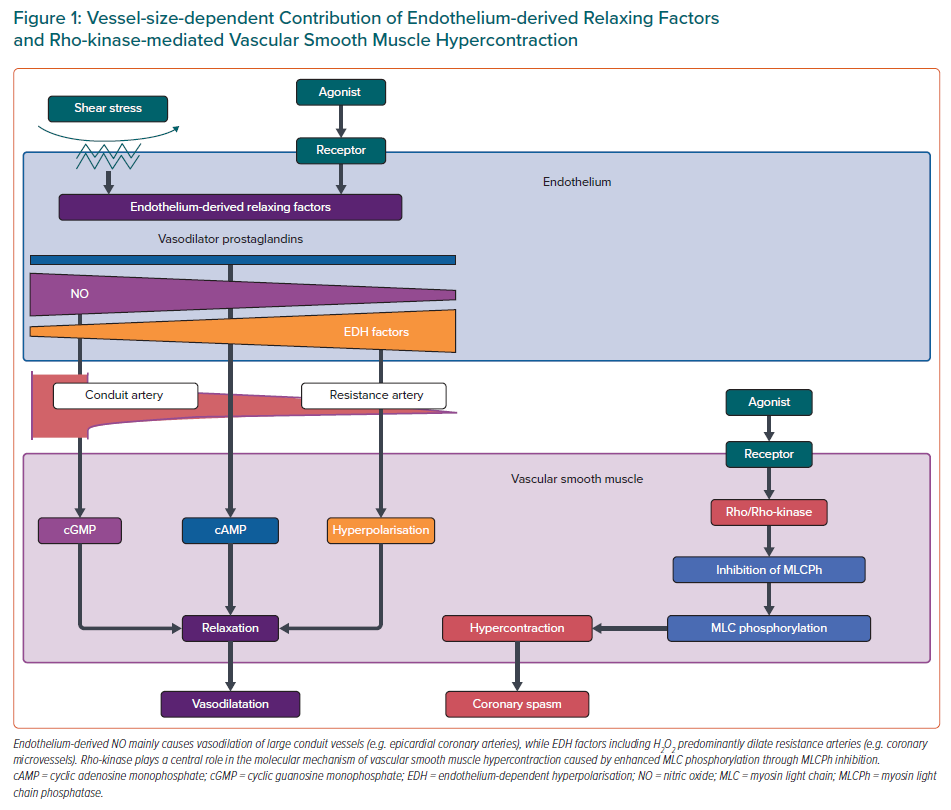 Figure 1: Vessel-size-dependent Contribution of Endothelium-derived Relaxing Factors
and Rho-kinase-mediated Vascular Smooth Muscle Hypercontraction
Agonist
Shear stress
Receptor
Endothelium
Endothelium-derived relaxing factors
Vasodilator prostaglandins
NO
EDH factors
Conduit artery
Resistance artery
Agonist
Receptor
Vascular smooth muscle
Rho/Rho-kinase
cGMP
cAMP
Hyperpolarisation
Inhibition of MLCPh
Relaxation
Hypercontraction
MLC phosphorylation
Vasodilatation
Coronary spasm
Endothelium-derived NO mainly causes vasodilation of large conduit vessels (e.g. epicardial coronary arteries), while EDH factors including H₂O₂ predominantly dilate resistance arteries (e.g. coronary
microvessels). Rho-kinase plays a central role in the molecular mechanism of vascular smooth muscle hypercontraction caused by enhanced MLC phosphorylation through MLCPh inhibition.
cAMP = cyclic adenosine monophosphate; cGMP = cyclic guanosine monophosphate; EDH = endothelium-dependent hyperpolarisation; NO = nitric oxide; MLC = myosin light chain; MLCPh = myosin light
chain phosphatase.